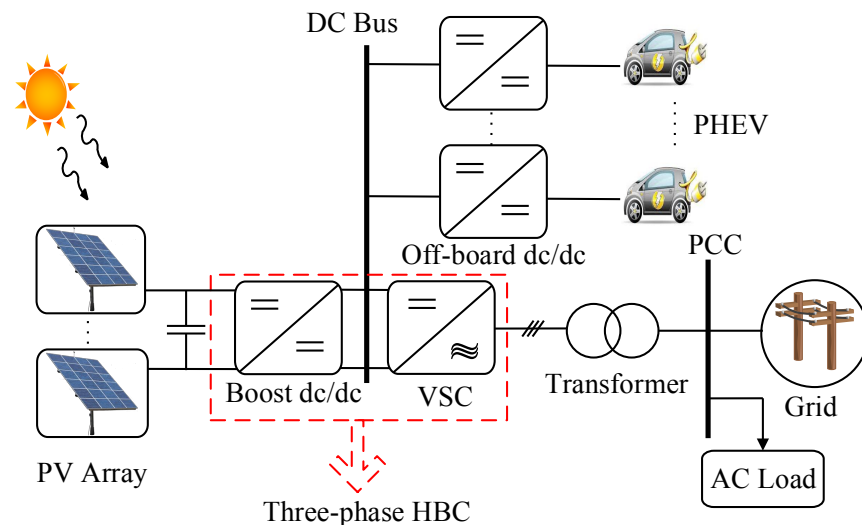 DC Bus
PHEV
Off-board dc/dc
PCC
Boost dc/dc
VSC
Transformer
Grid
PV Array
AC Load
Three-phase HBC